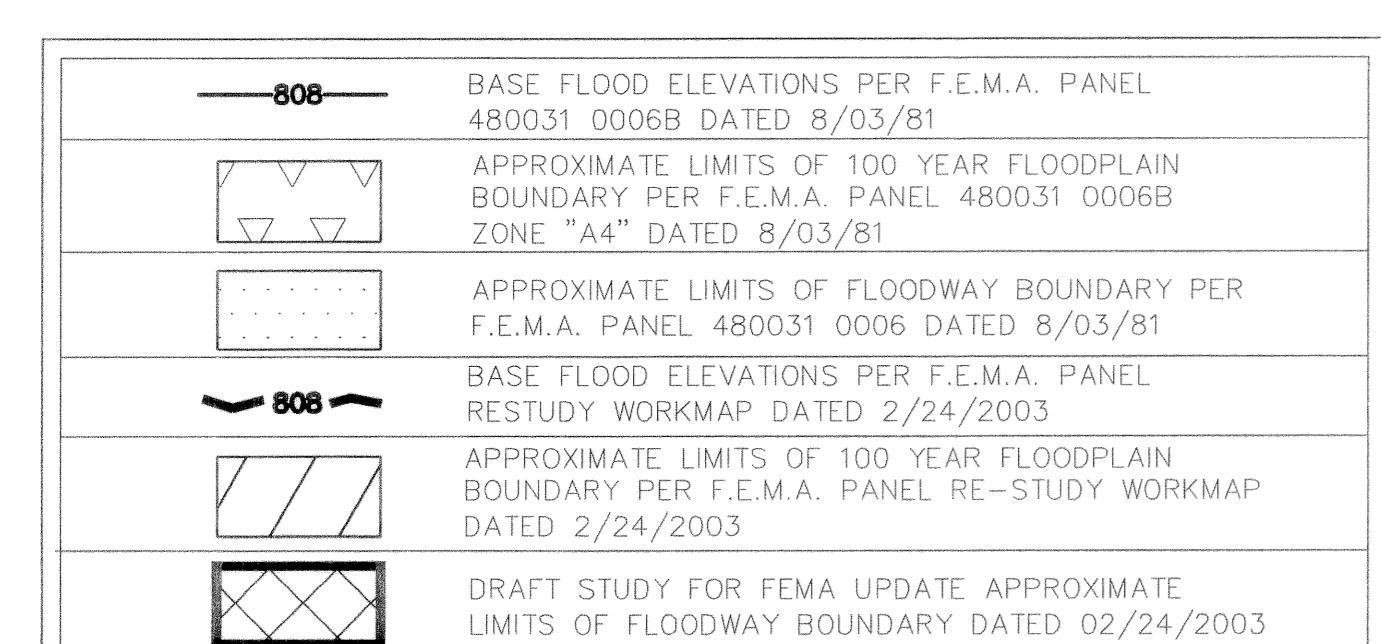 808
BASE FLOOD ELEVATIONS PER F.E.M.A. PANEL
480031 0006B DATED 8/03/81
APPROXIMATE LIMITS OF 100 YEAR FLOODPLAIN
BOUNDARY PER F.E.M.A. PANEL 480031 0006B
ZONE "A4" DATED 8/03/81
APPROXIMATE LIMITS OF FLOODWAY BOUNDARY PER
F.E.M.A. PANEL 480031 0006 DATED 8/03/81
808
BASE FLOOD ELEVATIONS PER F.E.M.A. PANEL
RESTUDY WORKMAP DATED 2/24/2003
APPROXIMATE LIMITS OF 100 YEAR FLOODPLAIN
BOUNDARY PER F.E.M.A. PANEL RE-STUDY WORKMAP
DATED 2/24/2003
DRAFT STUDY FOR FEMA UPDATE APPROXIMATE
LIMITS OF FLOODWAY BOUNDARY DATED 02/24/2003